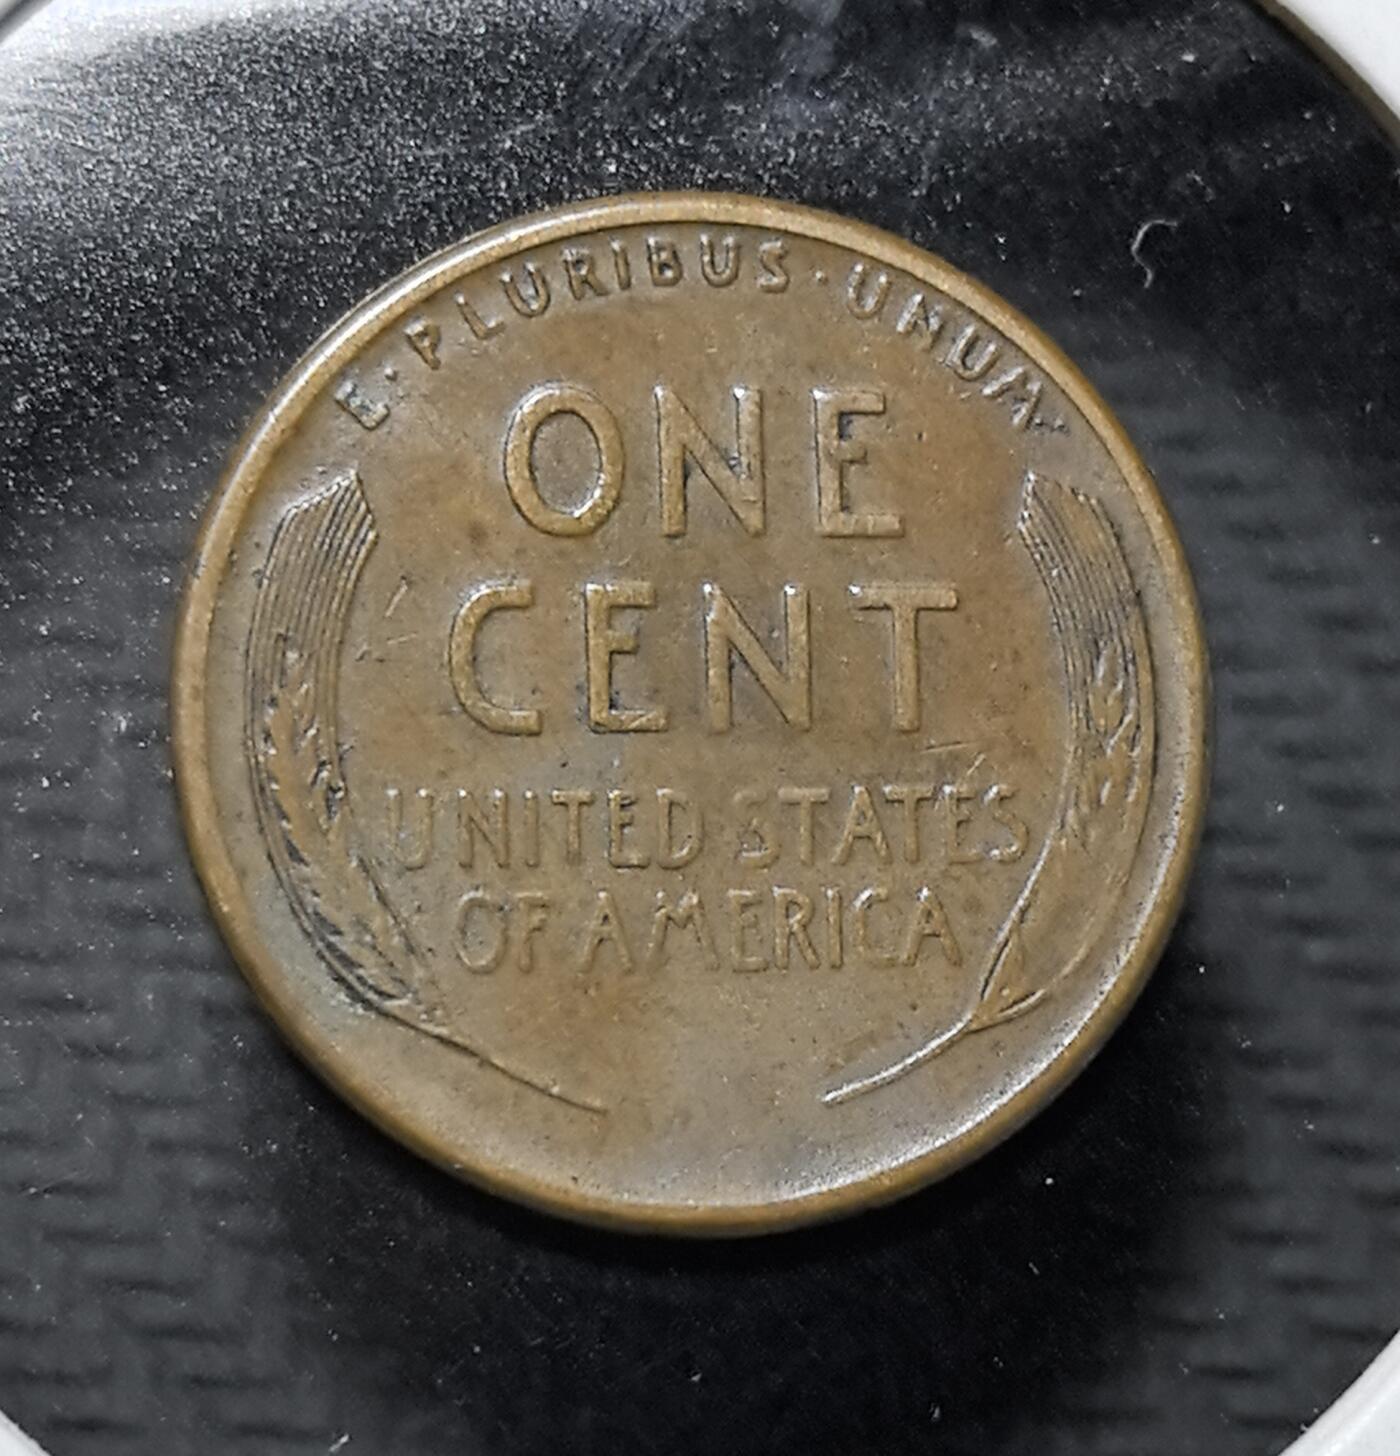 E·PLURIBUS·UNUM
ONE
CENT
UNITED STATES
OF AMERICA